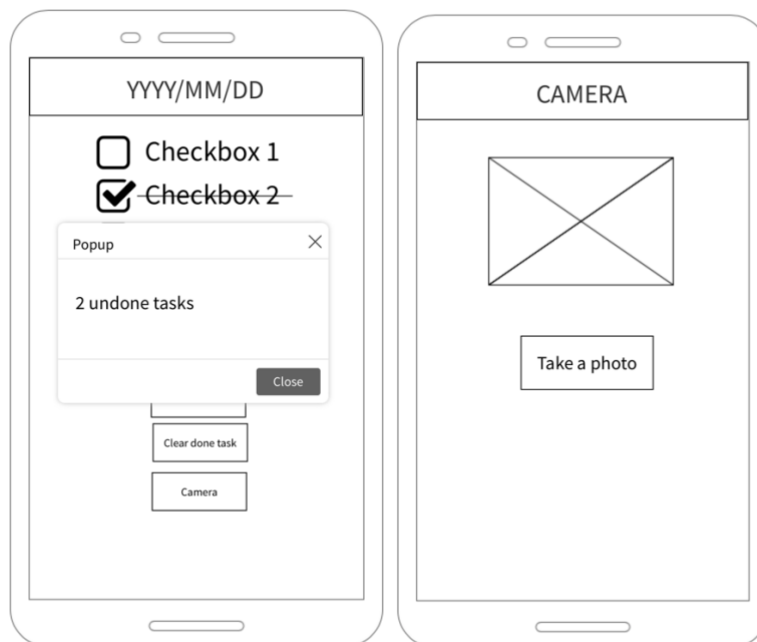 YYYY/MM/DD
Checkbox 1
Checkbox 2
Popup
2 undone tasks
Close
Clear done task
Camera
CAMERA
Take a photo